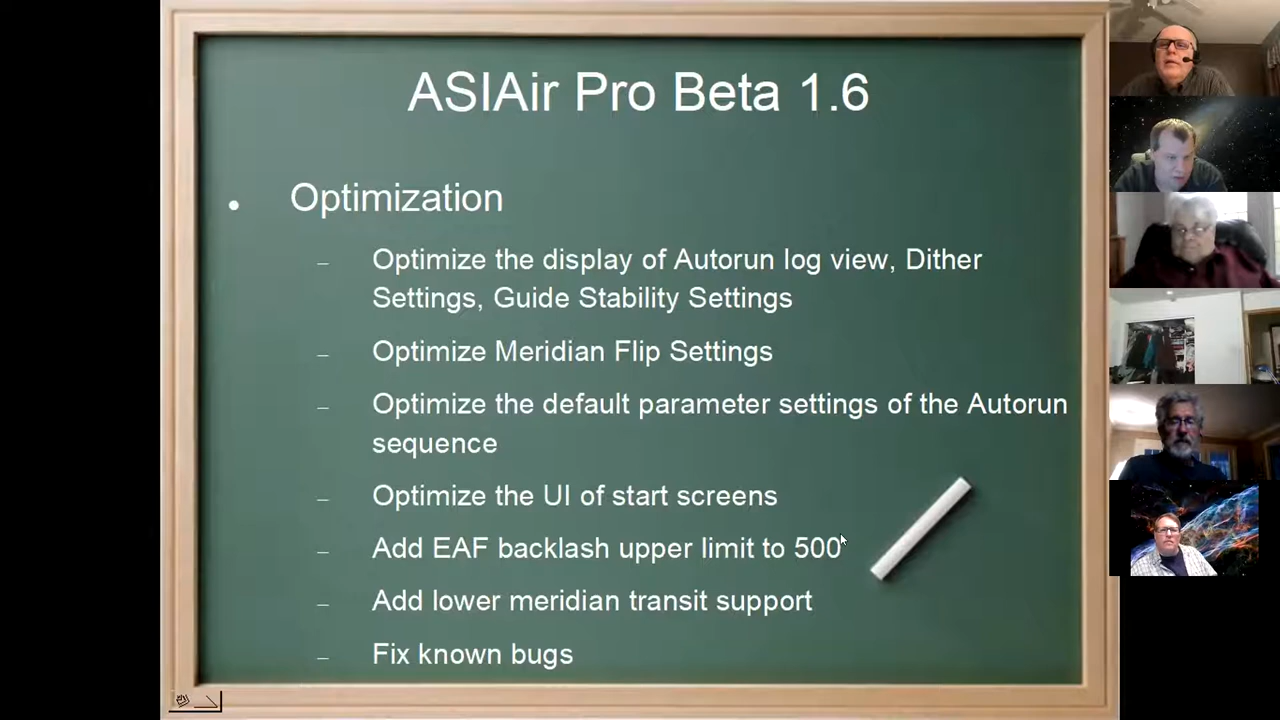 ASIAir Pro Beta 1.6
• Optimization
– Optimize the display of Autorun log view, Dither
Settings, Guide Stability Settings
– Optimize Meridian Flip Settings
– Optimize the default parameter settings of the Autorun
sequence
– Optimize the UI of start screens
– Add EAF backlash upper limit to 500
– Add lower meridian transit support
– Fix known bugs